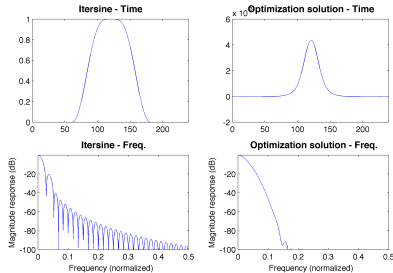 Itersine - Time
1
0.8
0.6
0.4
0.2
0
0 50 100 150 200
Optimization solution - Time
6
4
2
0
-2
0 50 100 150 200
Itersine - Freq.
Magnitude response (dB)
0
-20
-40
-60
-80
-100
0 0.1 0.2 0.3 0.4 0.5
Frequency (normalized)
Optimization solution - Freq.
Magnitude response (dB)
0
-20
-40
-60
-80
-100
0 0.1 0.2 0.3 0.4 0.5
Frequency (normalized)